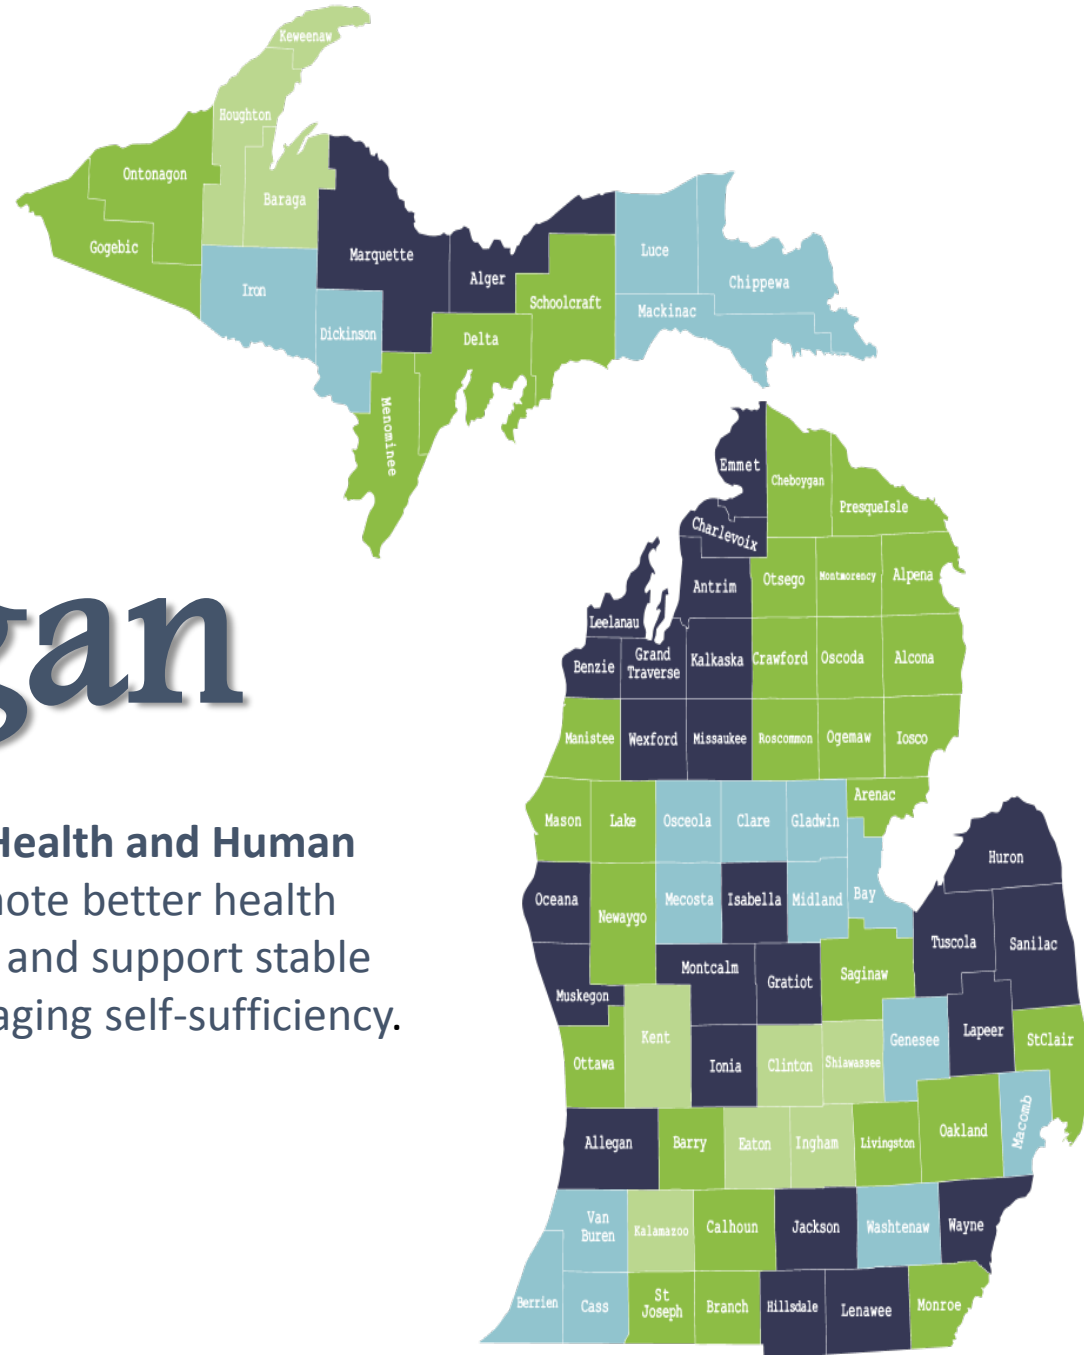 Keweenaw
Houghton
Ontonagon
Baraga
Gogebic
Marquette
Luce
Alger
Chippewa
Iron
Schoolcraft
Mackinac
Dickinson
Delta
Menominee
Emmet
Cheboygan
PresqueIsle
Charlevoix
Antrim
Otsego
Montmorency
Alpena
gan
Leelanau
Benzie
Grand
Traverse
Kalkaska
Crawford
Oscoda
Alcona
Manistee
Wexford
Missaukee
Roscommon
Ogemaw
Iosco
Arenac
Mason
Lake
Osceola
Clare
Gladwin
Health and Human
note better health
and support stable
aging self-sufficiency.
Huron
Oceana
Newaygo
Mecosta
Isabella
Midland
Bay
Tuscola
Sanilac
Muskegon
Montcalm
Gratiot
Saginaw
Ottawa
Kent
Ionia
Clinton
Shiawassee
Genesee
Lapeer
StClair
Allegan
Barry
Eaton
Ingham
Livingston
Oakland
Macomb
Van
Buren
Kalamazoo
Calhoun
Jackson
Washtenaw
Wayne
Berrien
Cass
St
Joseph
Branch
Hillsdale
Lenawee
Monroe